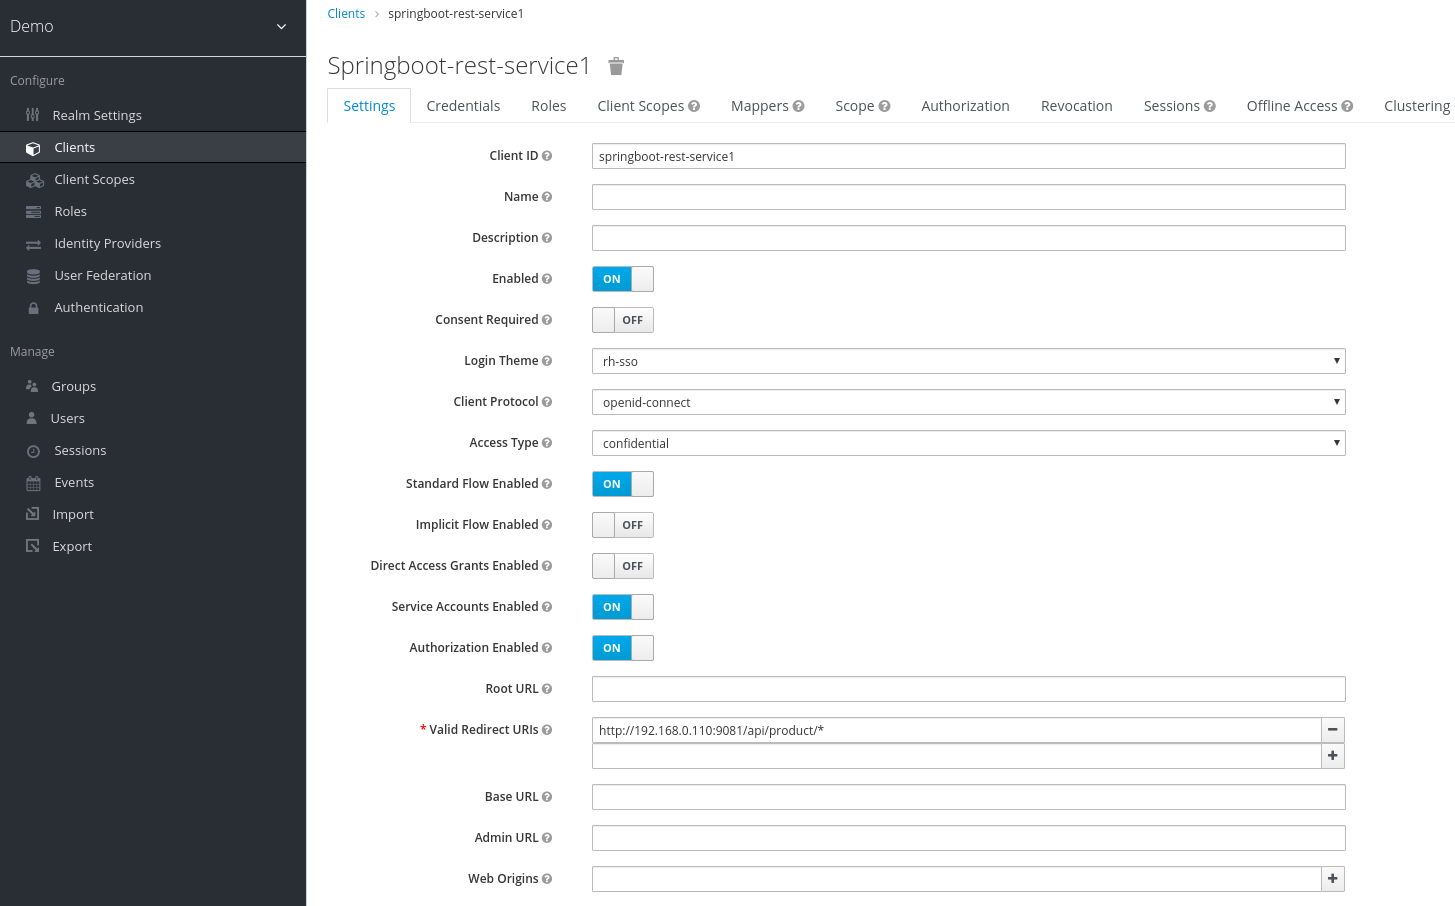 Demo
Configure
Realm Settings
Clients
Client Scopes
Roles
Identity Providers
User Federation
Authentication
Manage
Groups
Users
Sessions
Events
Import
Export
Clients › springboot-rest-service1
Springboot-rest-service1
Settings Credentials Roles Client Scopes ? Mappers ? Scope ? Authorization Revocation Sessions ? Offline Access ? Clustering
Client ID ? springboot-rest-service1
Name ?
Description ?
Enabled ? ON
Consent Required ? OFF
Login Theme ? rh-sso
Client Protocol ? openid-connect
Access Type ? confidential
Standard Flow Enabled ? ON
Implicit Flow Enabled ? OFF
Direct Access Grants Enabled ? OFF
Service Accounts Enabled ? ON
Authorization Enabled ? ON
Root URL ?
* Valid Redirect URIs ? http://192.168.0.110:9081/api/product/* −
+
Base URL ?
Admin URL ?
Web Origins ? +